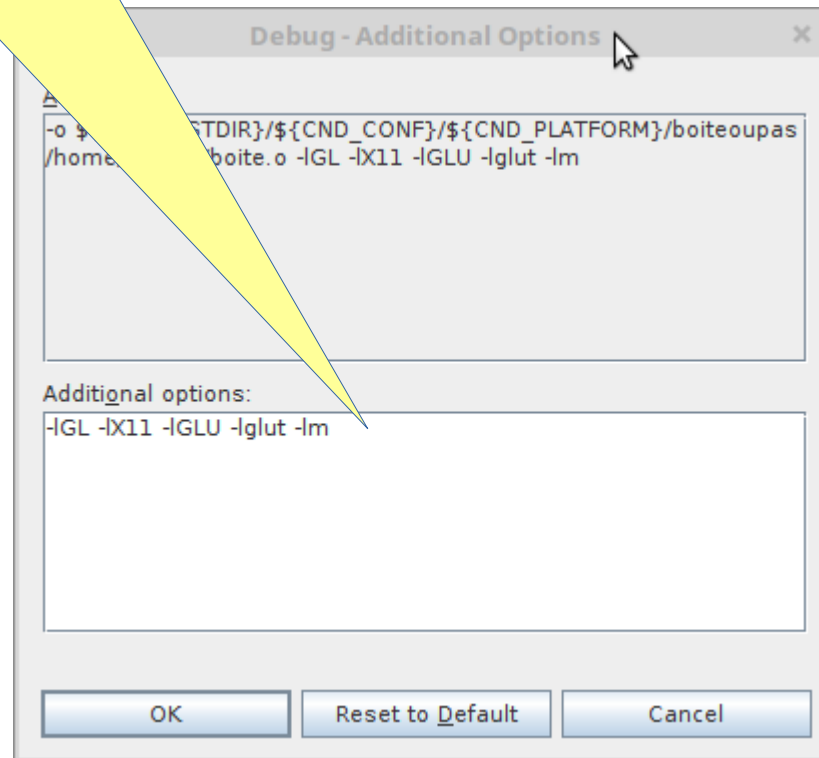 Debug - Additional Options
-o STDIR}/${CND_CONF}/${CND_PLATFORM}/boiteoupas
/home boite.o -lGL -lX11 -lGLU -lglut -lm
Additional options:
-lGL -lX11 -lGLU -lglut -lm
OK Reset to Default Cancel